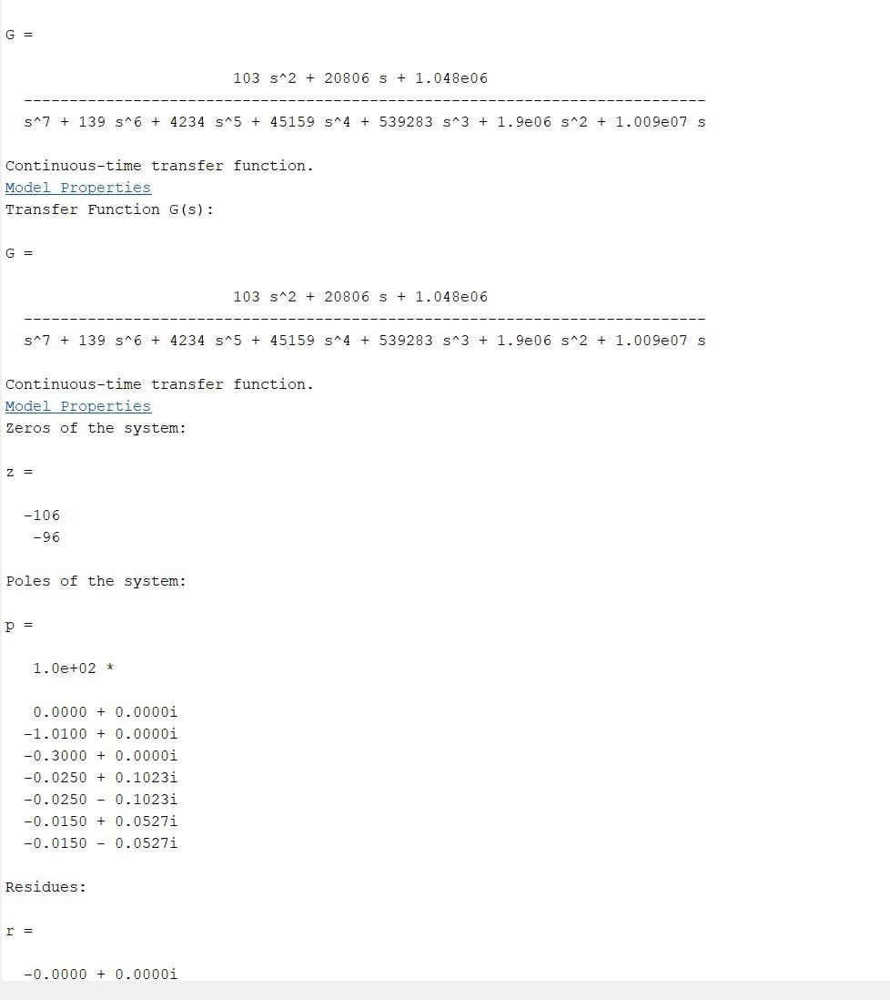 G =
103 s^2 + 20806 s + 1.048e06
---------------------------------------------------------------------------
s^7 + 139 s^6 + 4234 s^5 + 45159 s^4 + 539283 s^3 + 1.9e06 s^2 + 1.009e07 s
Continuous-time transfer function.
Model Properties
Transfer Function G(s):
G =
103 s^2 + 20806 s + 1.048e06
---------------------------------------------------------------------------
s^7 + 139 s^6 + 4234 s^5 + 45159 s^4 + 539283 s^3 + 1.9e06 s^2 + 1.009e07 s
Continuous-time transfer function.
Model Properties
Zeros of the system:
z =
-106
-96
Poles of the system:
p =
1.0e+02 *
0.0000 + 0.0000i
-1.0100 + 0.0000i
-0.3000 + 0.0000i
-0.0250 + 0.1023i
-0.0250 - 0.1023i
-0.0150 + 0.0527i
-0.0150 - 0.0527i
Residues:
r =
-0.0000 + 0.0000i